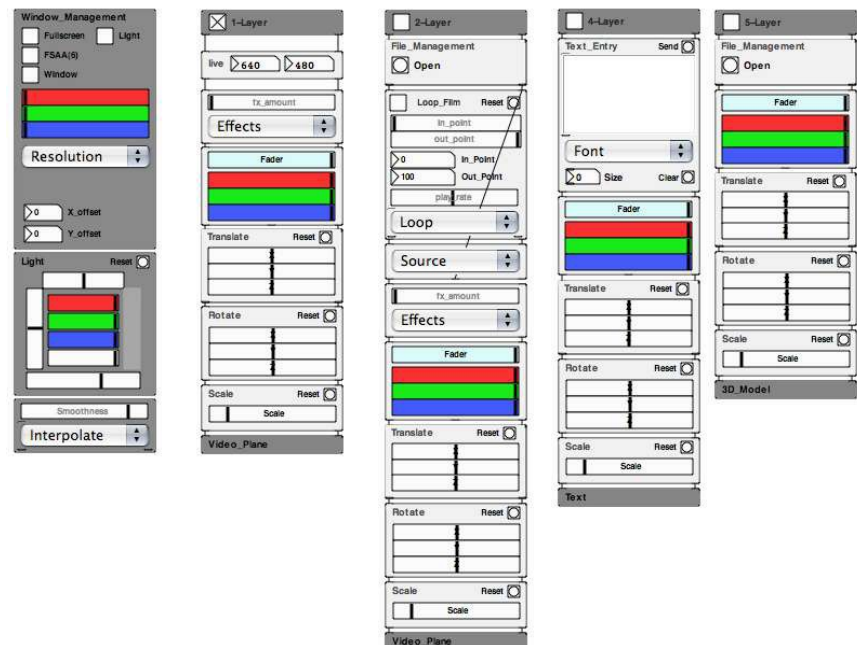 Window_Management
Fullscreen Light
FSAA(6)
Window
Resolution
0 X_offset
0 Y_offset
Light Reset
Smoothness
Interpolate
1-Layer
live 640 480
fx_amount
Effects
Fader
Translate Reset
Rotate Reset
Scale Reset
Scale
Video_Plane
2-Layer
File_Management
Open
Loop_Film Reset
in_point
out_point
0 In_Point
100 Out_Point
play_rate
Loop
Source
fx_amount
Effects
Fader
Translate Reset
Rotate Reset
Scale Reset
Scale
Video_Plane
4-Layer
Text_Entry Send
Font
0 Size Clear
Fader
Translate Reset
Rotate Reset
Scale Reset
Scale
Text
5-Layer
File_Management
Open
Fader
Translate Reset
Rotate Reset
Scale Reset
Scale
3D_Model